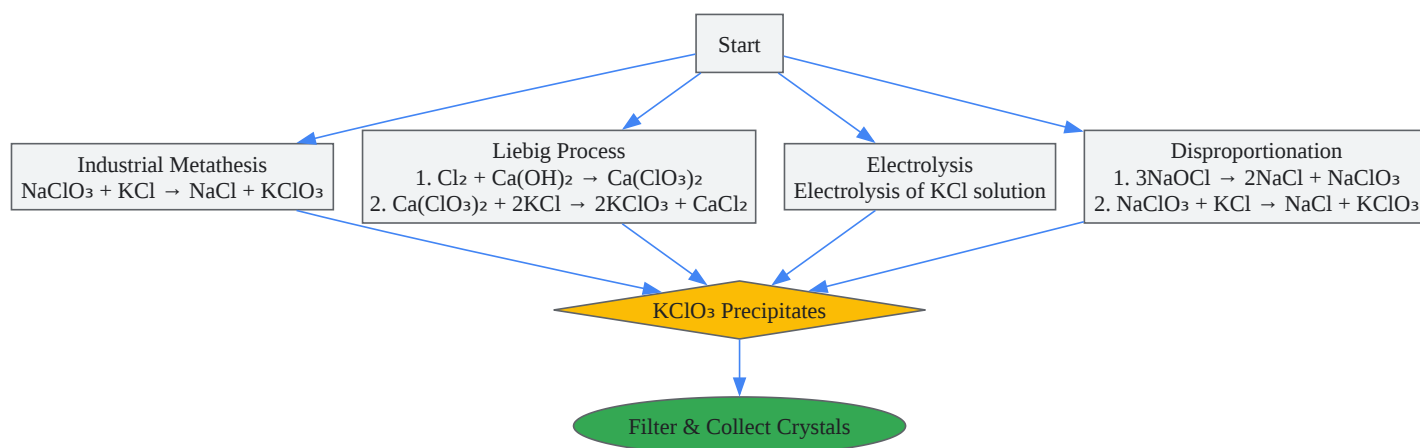 Start
Industrial Metathesis
NaClO₃ + KCl → NaCl + KClO₃
Liebig Process
1. Cl₂ + Ca(OH)₂ → Ca(ClO₃)₂
2. Ca(ClO₃)₂ + 2KCl → 2KClO₃ + CaCl₂
Electrolysis
Electrolysis of KCl solution
Disproportionation
1. 3NaOCl → 2NaCl + NaClO₃
2. NaClO₃ + KCl → NaCl + KClO₃
KClO₃ Precipitates
Filter & Collect Crystals